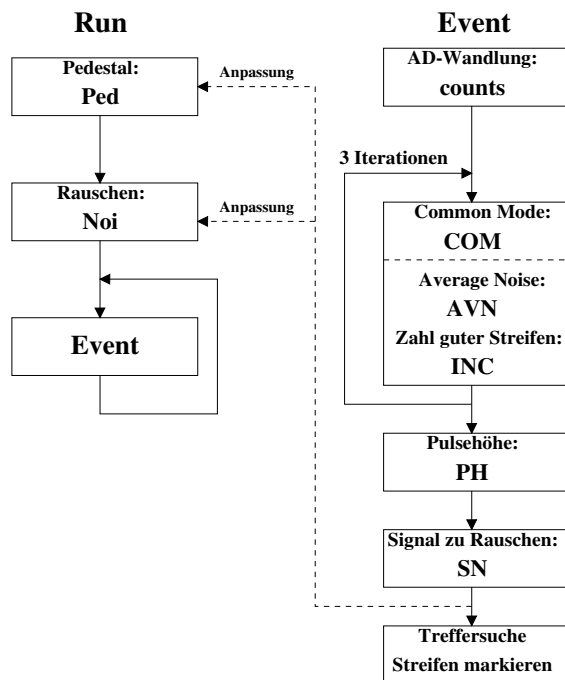 Run
Pedestal:
Ped
Rauschen:
Noi
Event
Anpassung
Anpassung
Event
AD-Wandlung:
counts
3 Iterationen
Common Mode:
COM
Average Noise:
AVN
Zahl guter Streifen:
INC
Pulsehöhe:
PH
Signal zu Rauschen:
SN
Treffersuche
Streifen markieren